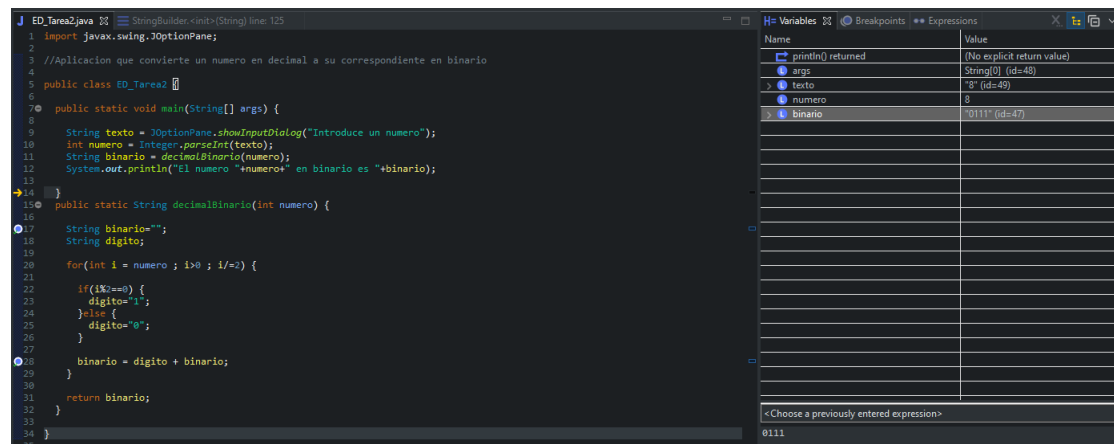 ED_Tarea2.java StringBuilder.<init>(String) line: 125
1 import javax.swing.JOptionPane;
2
3 //Aplicacion que convierte un numero en decimal a su correspondiente en binario
4
5 public class ED_Tarea2 {
6
7 public static void main(String[] args) {
8
9 String texto = JOptionPane.showInputDialog("Introduce un numero");
10 int numero = Integer.parseInt(texto);
11 String binario = decimalBinario(numero);
12 System.out.println("El numero "+numero+" en binario es "+binario);
13
14 }
15 public static String decimalBinario(int numero) {
16
17 String binario="";
18 String digito;
19
20 for(int i = numero ; i>0 ; i/=2) {
21
22 if(i%2==0) {
23 digito="1";
24 }else {
25 digito="0";
26 }
27
28 binario = digito + binario;
29 }
30
31 return binario;
32 }
33
34 }
Variables Breakpoints Expressions
Name Value
println() returned (No explicit return value)
args String[0] (id=48)
texto "8" (id=49)
numero 8
binario "0111" (id=47)
<Choose a previously entered expression>
0111